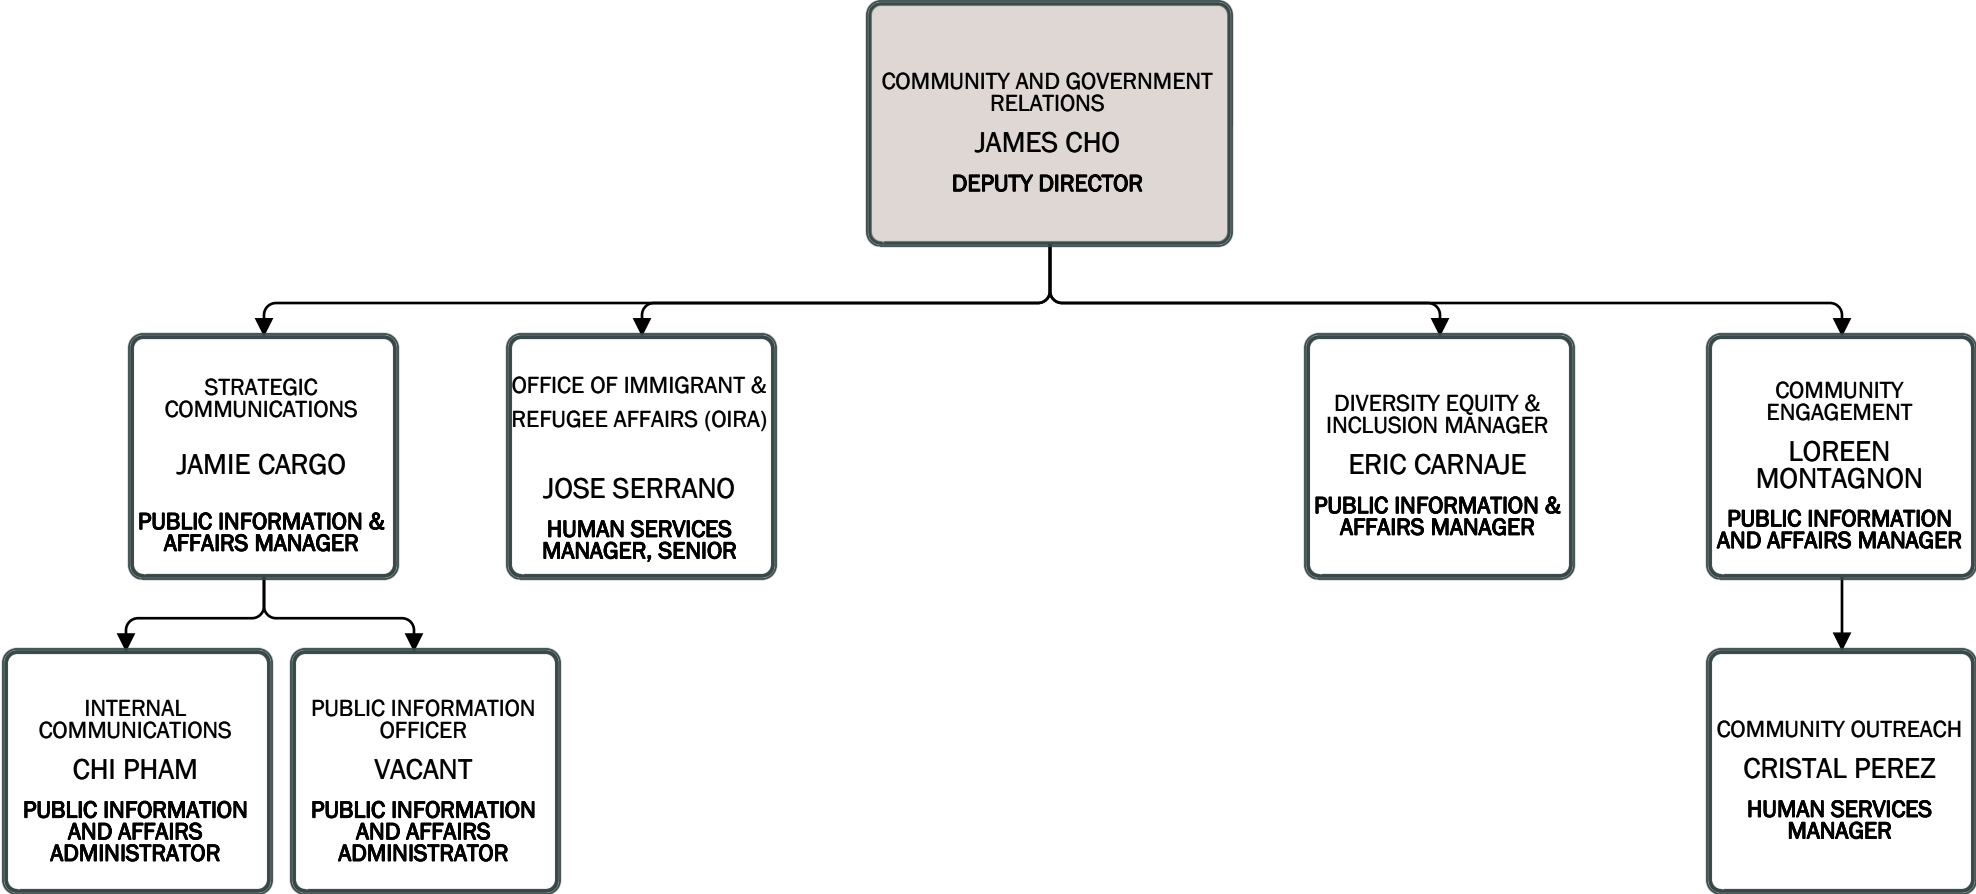 COMMUNITY AND GOVERNMENT
RELATIONS
JAMES CHO
DEPUTY DIRECTOR
STRATEGIC
COMMUNICATIONS
JAMIE CARGO
PUBLIC INFORMATION &
AFFAIRS MANAGER
OFFICE OF IMMIGRANT &
REFUGEE AFFAIRS (OIRA)
JOSE SERRANO
HUMAN SERVICES
MANAGER, SENIOR
DIVERSITY EQUITY &
INCLUSION MANAGER
ERIC CARNAJE
PUBLIC INFORMATION &
AFFAIRS MANAGER
COMMUNITY
ENGAGEMENT
LOREEN
MONTAGNON
PUBLIC INFORMATION
AND AFFAIRS MANAGER
INTERNAL
COMMUNICATIONS
CHI PHAM
PUBLIC INFORMATION
AND AFFAIRS
ADMINISTRATOR
PUBLIC INFORMATION
OFFICER
VACANT
PUBLIC INFORMATION
AND AFFAIRS
ADMINISTRATOR
COMMUNITY OUTREACH
CRISTAL PEREZ
HUMAN SERVICES
MANAGER